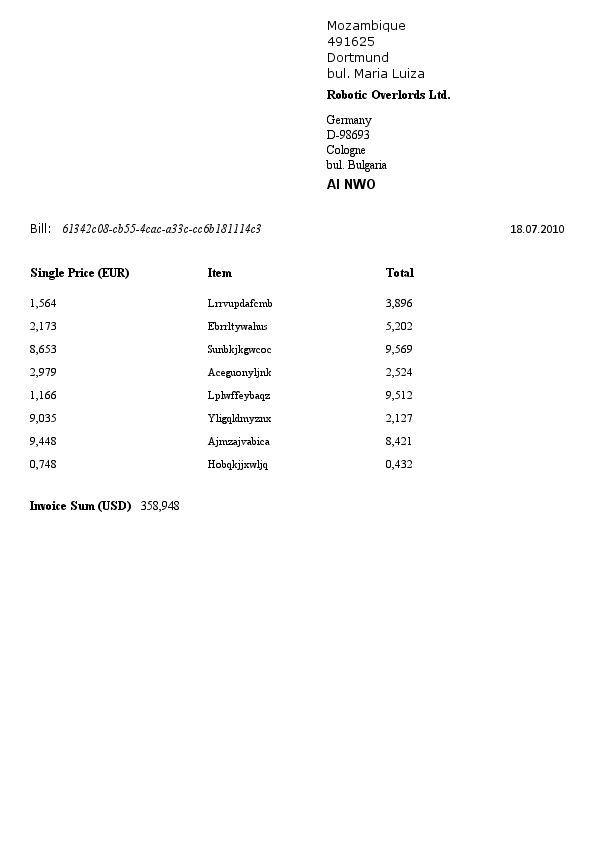 Mozambique
491625
Dortmund
bul. Maria Luiza
Robotic Overlords Ltd.
Germany
D-98693
Cologne
bul. Bulgaria
AI NWO
Bill: 61342c08-cb55-4cac-a33c-cc6b181114c3 18.07.2010
Single Price (EUR) Item Total
1,564 Lrrvupdafcmb 3,896
2,173 Ebrrltywahus 5,202
8,653 Sunbkjkgwcoc 9,569
2,979 Aceguonyljnk 2,524
1,166 Lplwffeybaqz 9,512
9,035 Yligqldmyznx 2,127
9,448 Ajmzajvabica 8,421
0,748 Hobqkjjxwljq 0,432
Invoice Sum (USD) 358,948